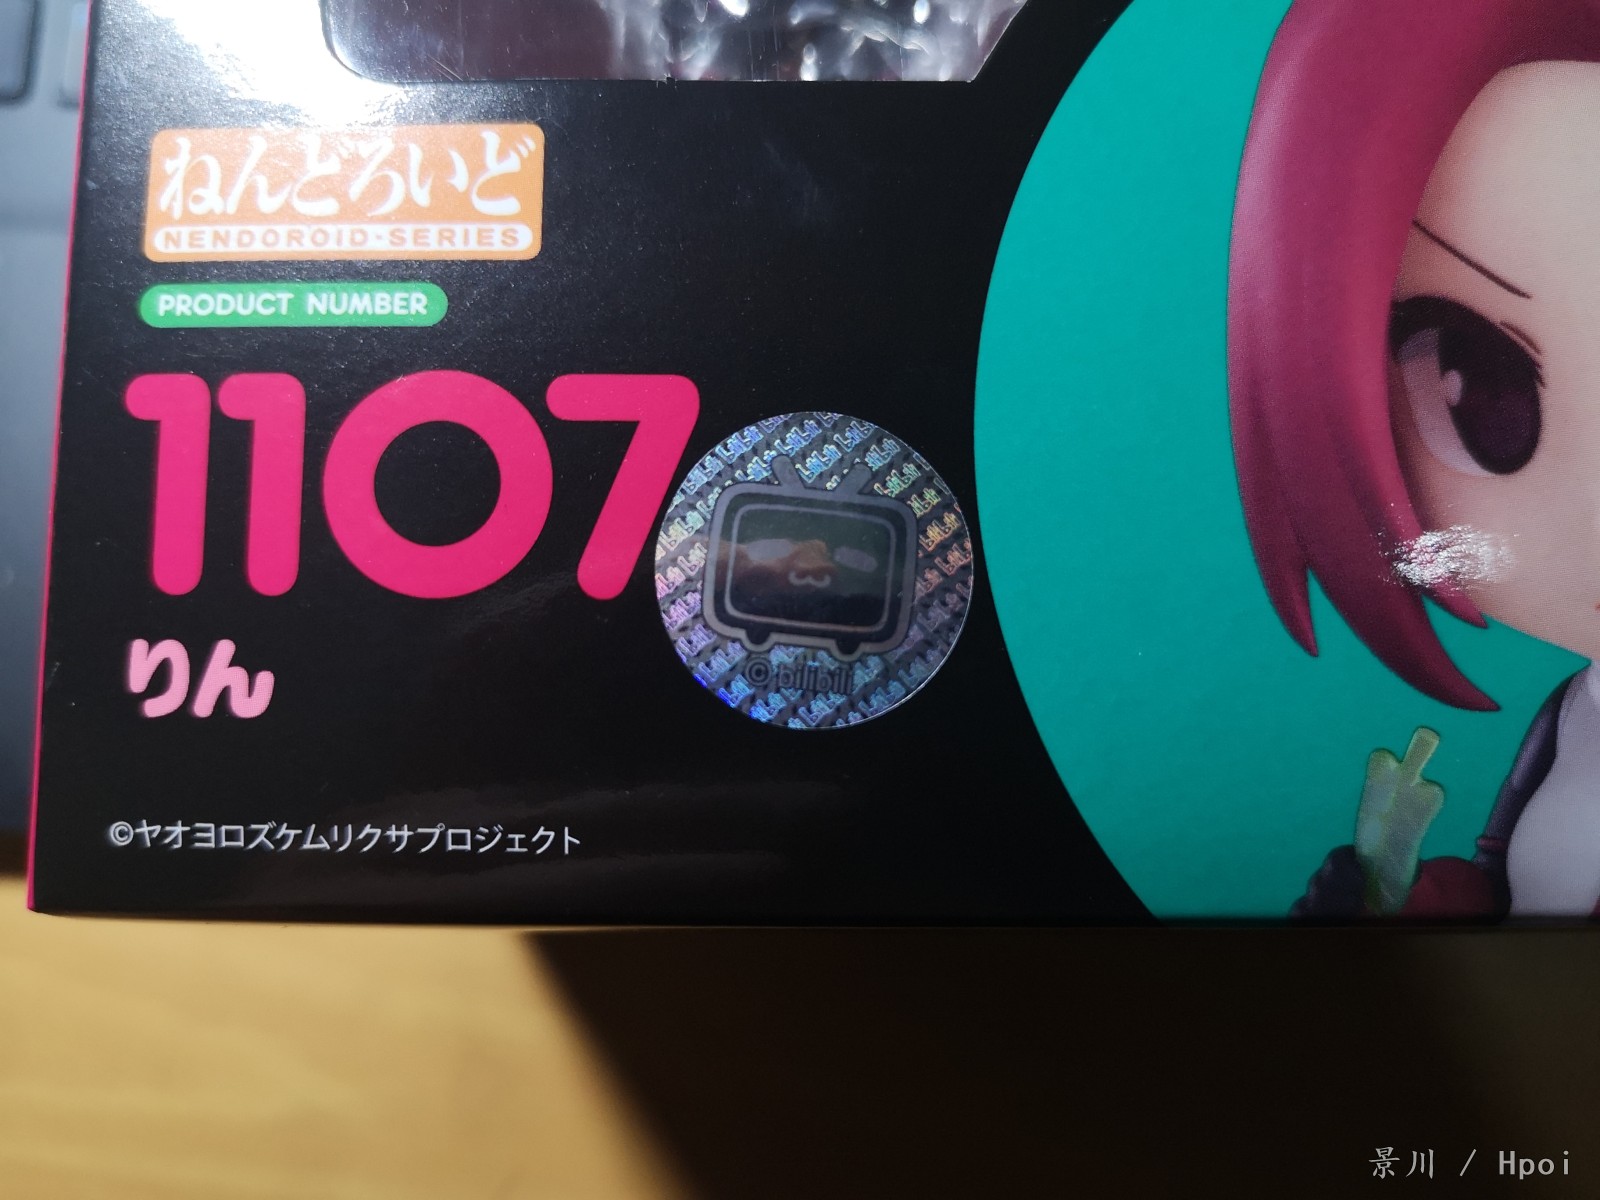 ねんどろいど
NENDOROID·SERIES
PRODUCT NUMBER
1107
りん
© bilibili
©ヤオヨロズケムリクサプロジェクト
景川 / Hpoi